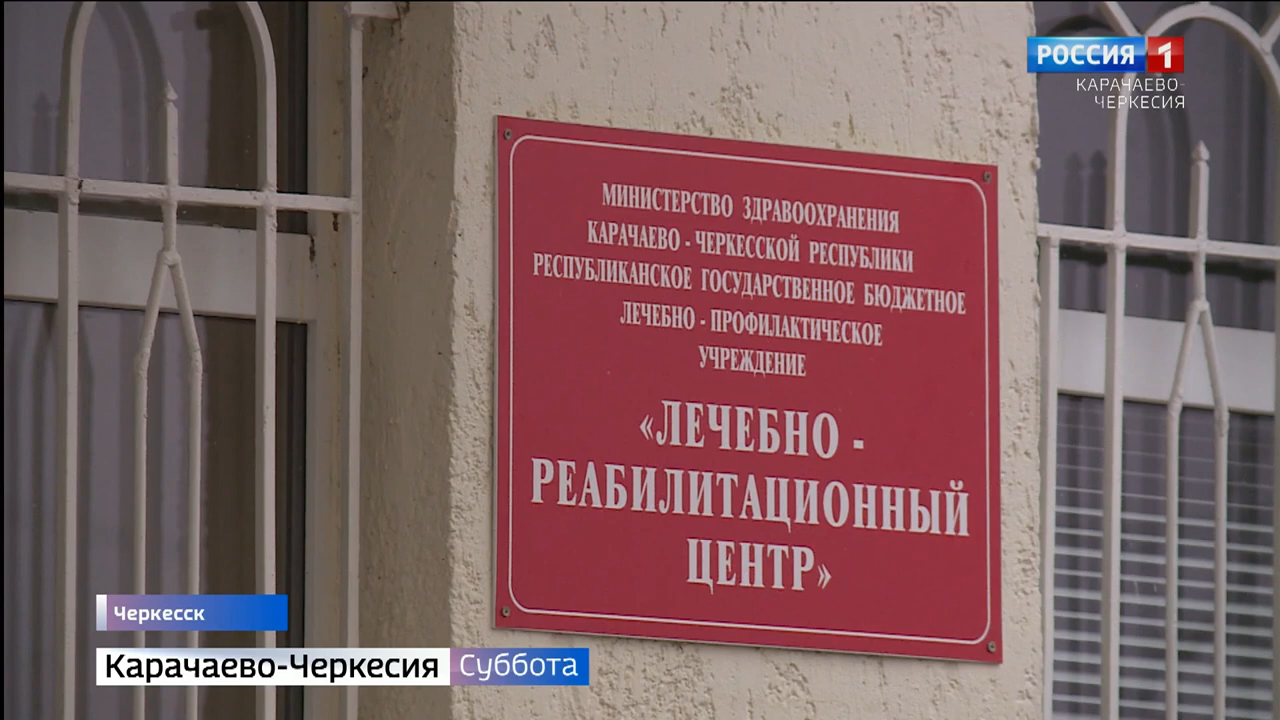 РОССИЯ 1
КАРАЧАЕВО-
ЧЕРКЕСИЯ
МИНИСТЕРСТВО ЗДРАВООХРАНЕНИЯ
КАРАЧАЕВО - ЧЕРКЕССКОЙ РЕСПУБЛИКИ
РЕСПУБЛИКАНСКОЕ ГОСУДАРСТВЕННОЕ БЮДЖЕТНОЕ
ЛЕЧЕБНО - ПРОФИЛАКТИЧЕСКОЕ
УЧРЕЖДЕНИЕ
«ЛЕЧЕБНО -
РЕАБИЛИТАЦИОННЫЙ
ЦЕНТР»
Черкесск
Карачаево-Черкесия Суббота